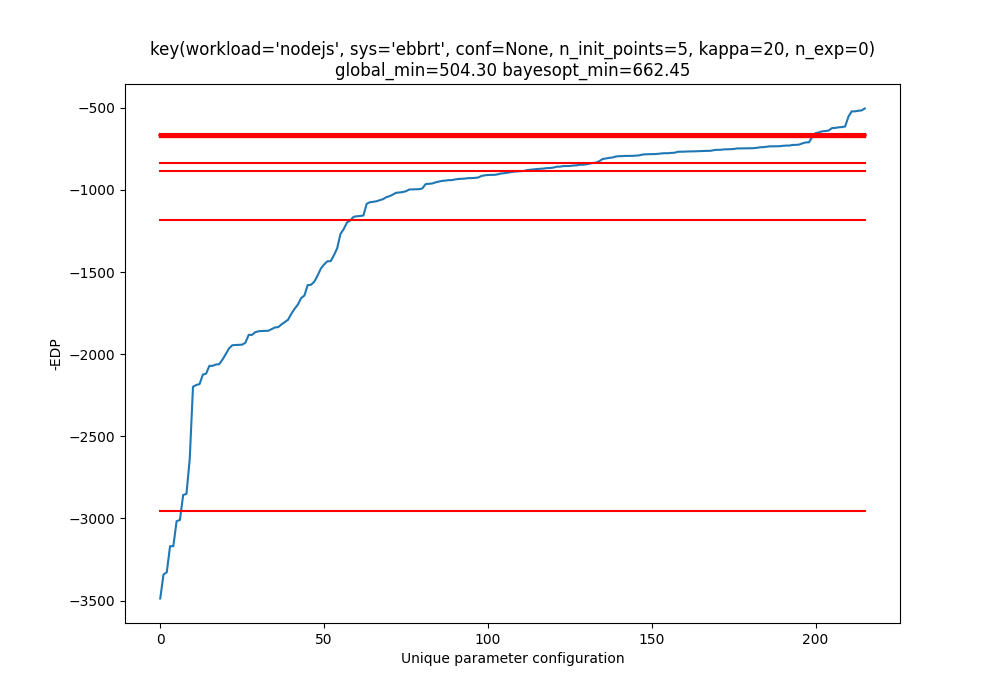 key(workload='nodejs', sys='ebbrt', conf=None, n_init_points=5, kappa=20, n_exp=0)
global_min=504.30 bayesopt_min=662.45
−500
−1000
−1500
−2000
−2500
−3000
−3500
-EDP
0 50 100 150 200
Unique parameter configuration